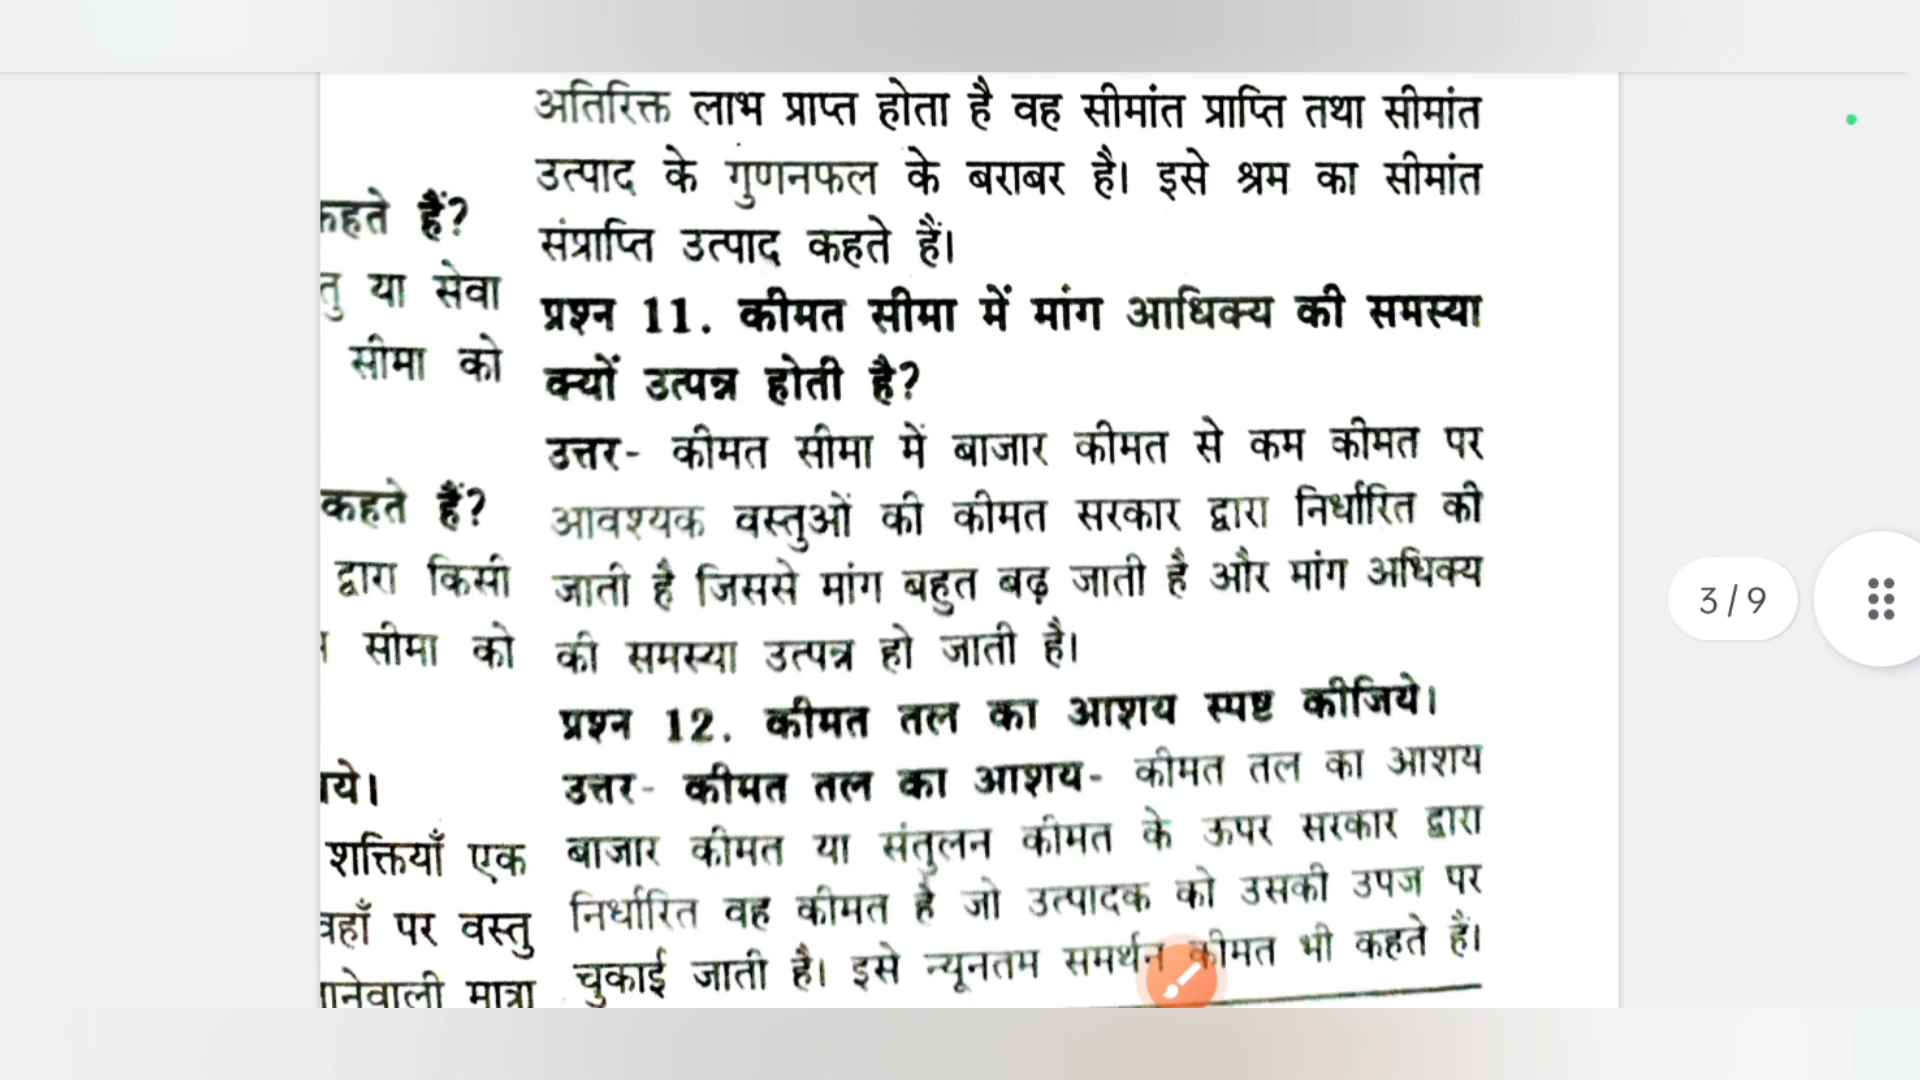 कहते हैं?
तु या सेवा
सीमा को
कहते हैं?
द्वारा किसी
सीमा को
ये।
शक्तियाँ एक
वहाँ पर वस्तु
मात्रा
अतिरिक्त लाभ प्राप्त होता है वह सीमांत प्राप्ति तथा सीमांत
उत्पाद के गुणनफल के बराबर है। इसे श्रम का सीमांत
संप्राप्ति उत्पाद कहते हैं।
प्रश्न 11. कीमत सीमा में मांग आधिक्य की समस्या
क्यों उत्पन्न होती है?
उत्तर- कीमत सीमा में बाजार कीमत से कम कीमत पर
आवश्यक वस्तुओं की कीमत सरकार द्वारा निर्धारित की
जाती है जिससे मांग बहुत बढ़ जाती है और मांग अधिक्य
की समस्या उत्पन्न हो जाती है।
प्रश्न 12. कीमत तल का आशय स्पष्ट कीजिये।
उत्तर- कीमत तल का आशय- कीमत तल का आशय
बाजार कीमत या संतुलन कीमत के ऊपर सरकार द्वारा
निर्धारित वह कीमत है जो उत्पादक को उसकी उपज पर
चुकाई जाती है। इसे न्यूनतम समर्थन कीमत भी कहते हैं।
3/9